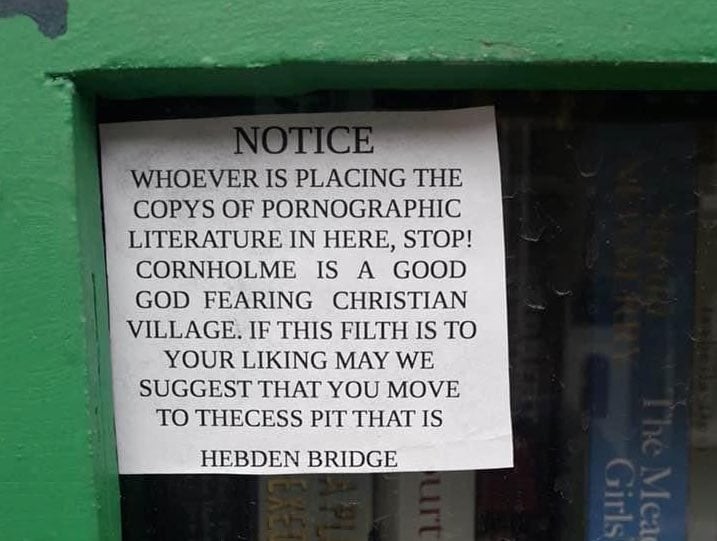 NOTICE
WHOEVER IS PLACING THE
COPYS OF PORNOGRAPHIC
LITERATURE IN HERE, STOP!
CORNHOLME IS A GOOD
GOD FEARING CHRISTIAN
VILLAGE. IF THIS FILTH IS TO
YOUR LIKING MAY WE
SUGGEST THAT YOU MOVE
TO THECESS PIT THAT IS
HEBDEN BRIDGE
The Mea
Girls